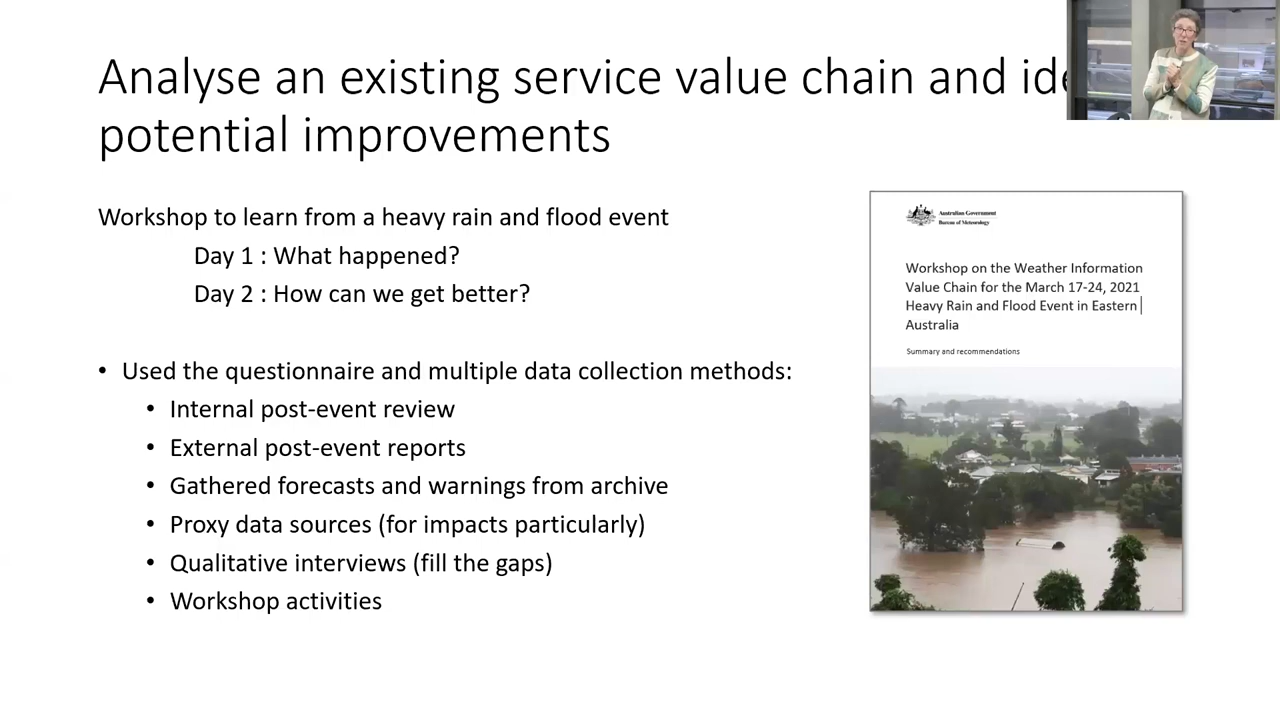 Analyse an existing service value chain and ide
potential improvements
Workshop to learn from a heavy rain and flood event
Day 1 : What happened?
Day 2 : How can we get better?
• Used the questionnaire and multiple data collection methods:
• Internal post-event review
• External post-event reports
• Gathered forecasts and warnings from archive
• Proxy data sources (for impacts particularly)
• Qualitative interviews (fill the gaps)
• Workshop activities
Australian Government
Bureau of Meteorology
Workshop on the Weather Information
Value Chain for the March 17-24, 2021
Heavy Rain and Flood Event in Eastern
Australia
Summary and recommendations